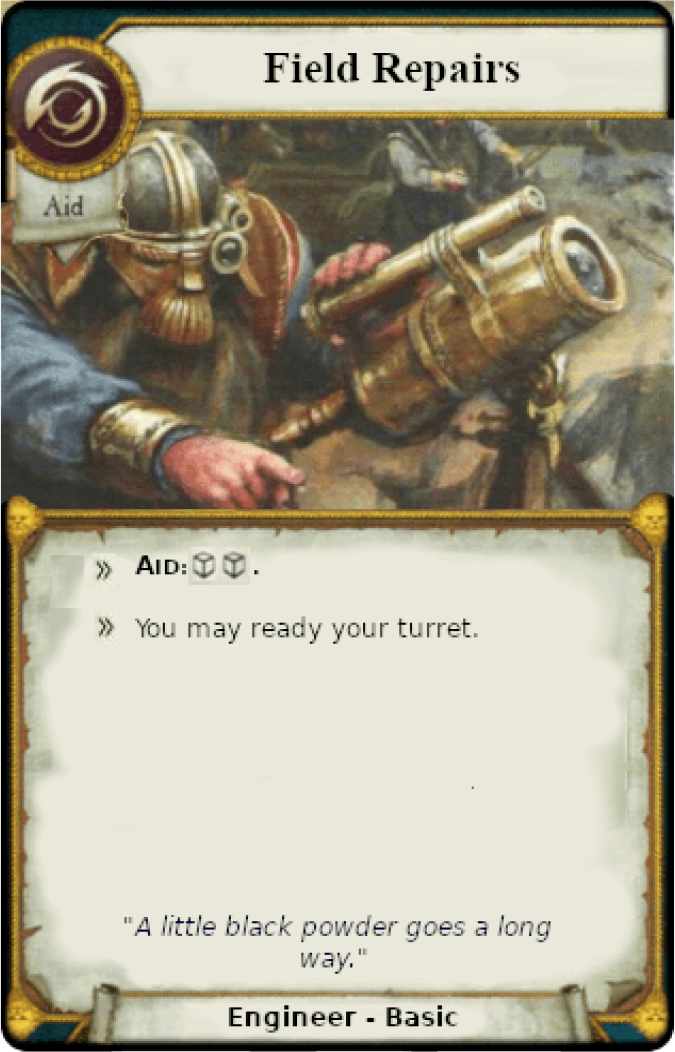 Field Repairs
Aid
» AID: .
» You may ready your turret.
"A little black powder goes a long
way."
Engineer - Basic